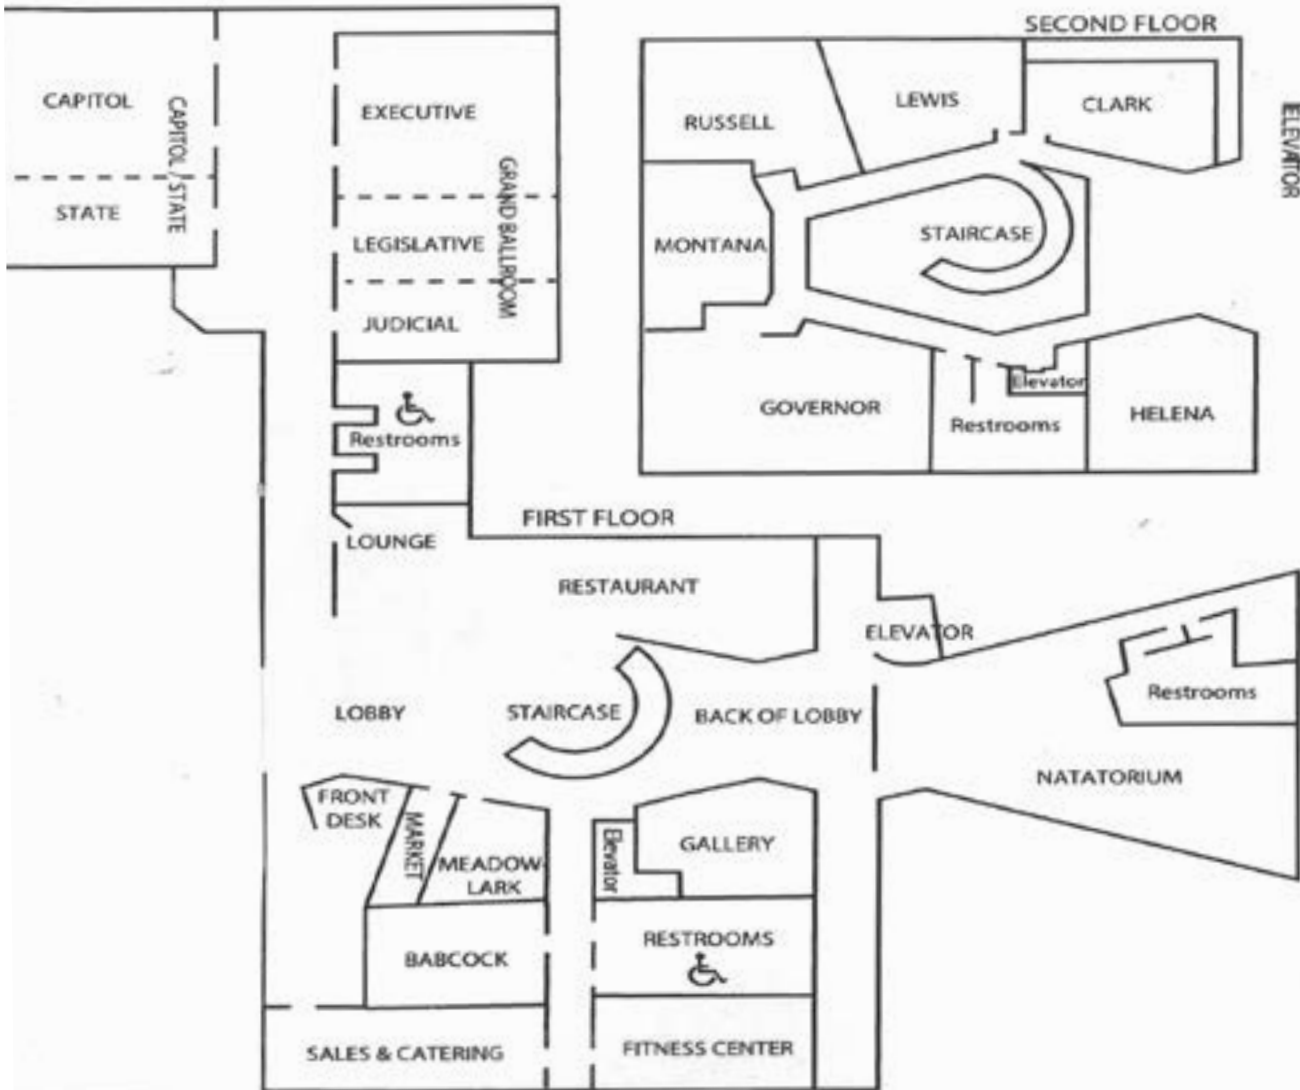 SECOND FLOOR
CAPITOL
CAPITOL / STATE
STATE
EXECUTIVE
GRAND BALLROOM
LEGISLATIVE
JUDICIAL
RUSSELL
LEWIS
CLARK
ELEVATOR
MONTANA
STAIRCASE
GOVERNOR
Elevator
Restrooms
HELENA
Restrooms
FIRST FLOOR
LOUNGE
RESTAURANT
ELEVATOR
Restrooms
LOBBY
STAIRCASE
BACK OF LOBBY
NATATORIUM
FRONT
DESK
MARKET
MEADOW-
LARK
Elevator
GALLERY
BABCOCK
RESTROOMS
SALES & CATERING
FITNESS CENTER